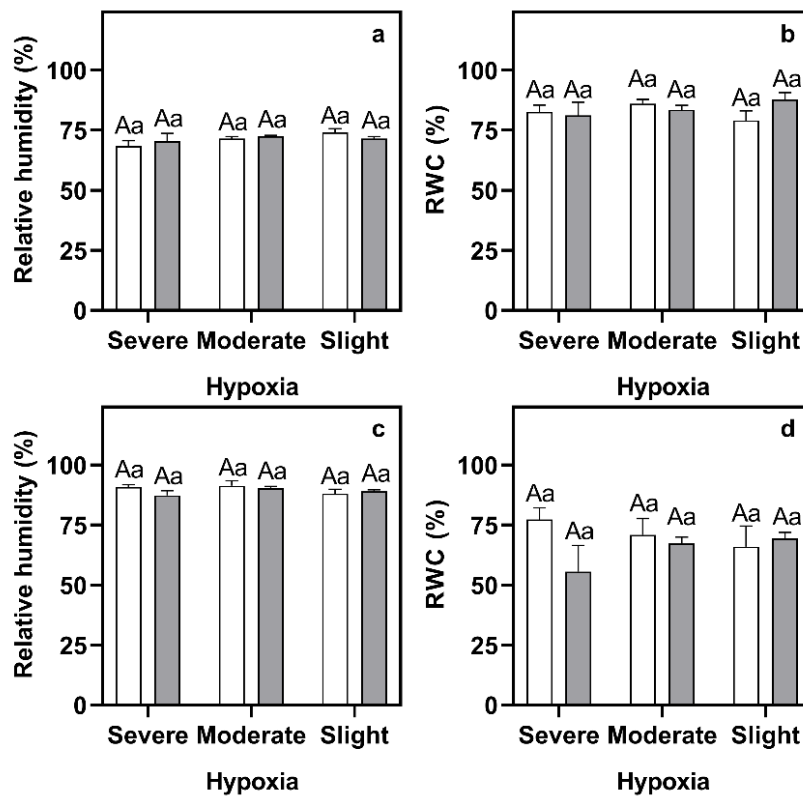 a
Relative humidity (%)
100
75
50
25
0
Aa Aa Aa Aa Aa Aa
Severe Moderate Slight
Hypoxia
b
RWC (%)
100
75
50
25
0
Aa Aa Aa Aa Aa Aa
Severe Moderate Slight
Hypoxia
c
Relative humidity (%)
100
75
50
25
0
Aa Aa Aa Aa Aa Aa
Severe Moderate Slight
Hypoxia
d
RWC (%)
100
75
50
25
0
Aa Aa Aa Aa Aa Aa
Severe Moderate Slight
Hypoxia